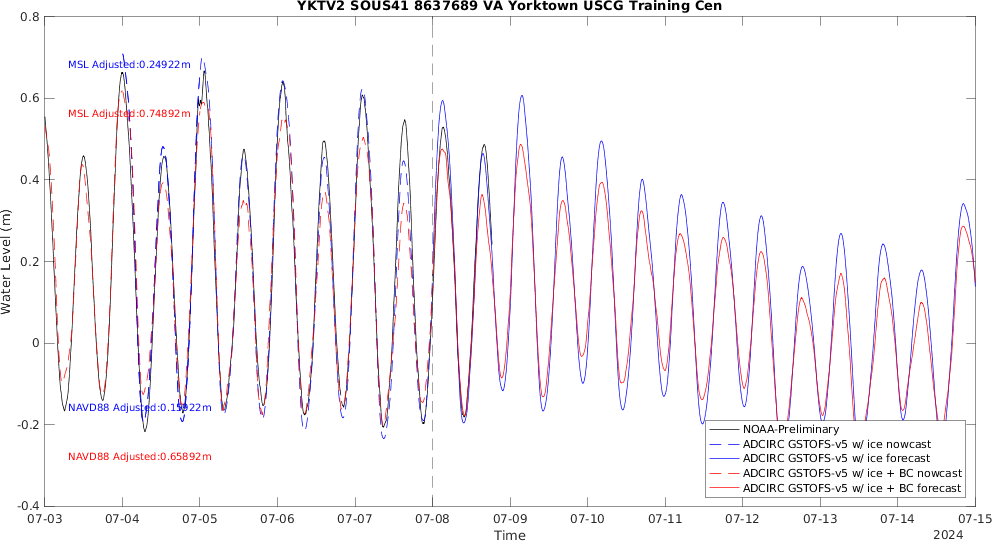 YKTV2 SOUS41 8637689 VA Yorktown USCG Training Cen
0.8
0.6
0.4
0.2
0
-0.2
-0.4
Water Level (m)
MSL Adjusted:0.24922m
MSL Adjusted:0.74892m
NAVD88 Adjusted:0.15922m
NAVD88 Adjusted:0.65892m
NOAA-Preliminary
ADCIRC GSTOFS-v5 w/ ice nowcast
ADCIRC GSTOFS-v5 w/ ice forecast
ADCIRC GSTOFS-v5 w/ ice + BC nowcast
ADCIRC GSTOFS-v5 w/ ice + BC forecast
07-03 07-04 07-05 07-06 07-07 07-08 07-09 07-10 07-11 07-12 07-13 07-14 07-15
Time
2024